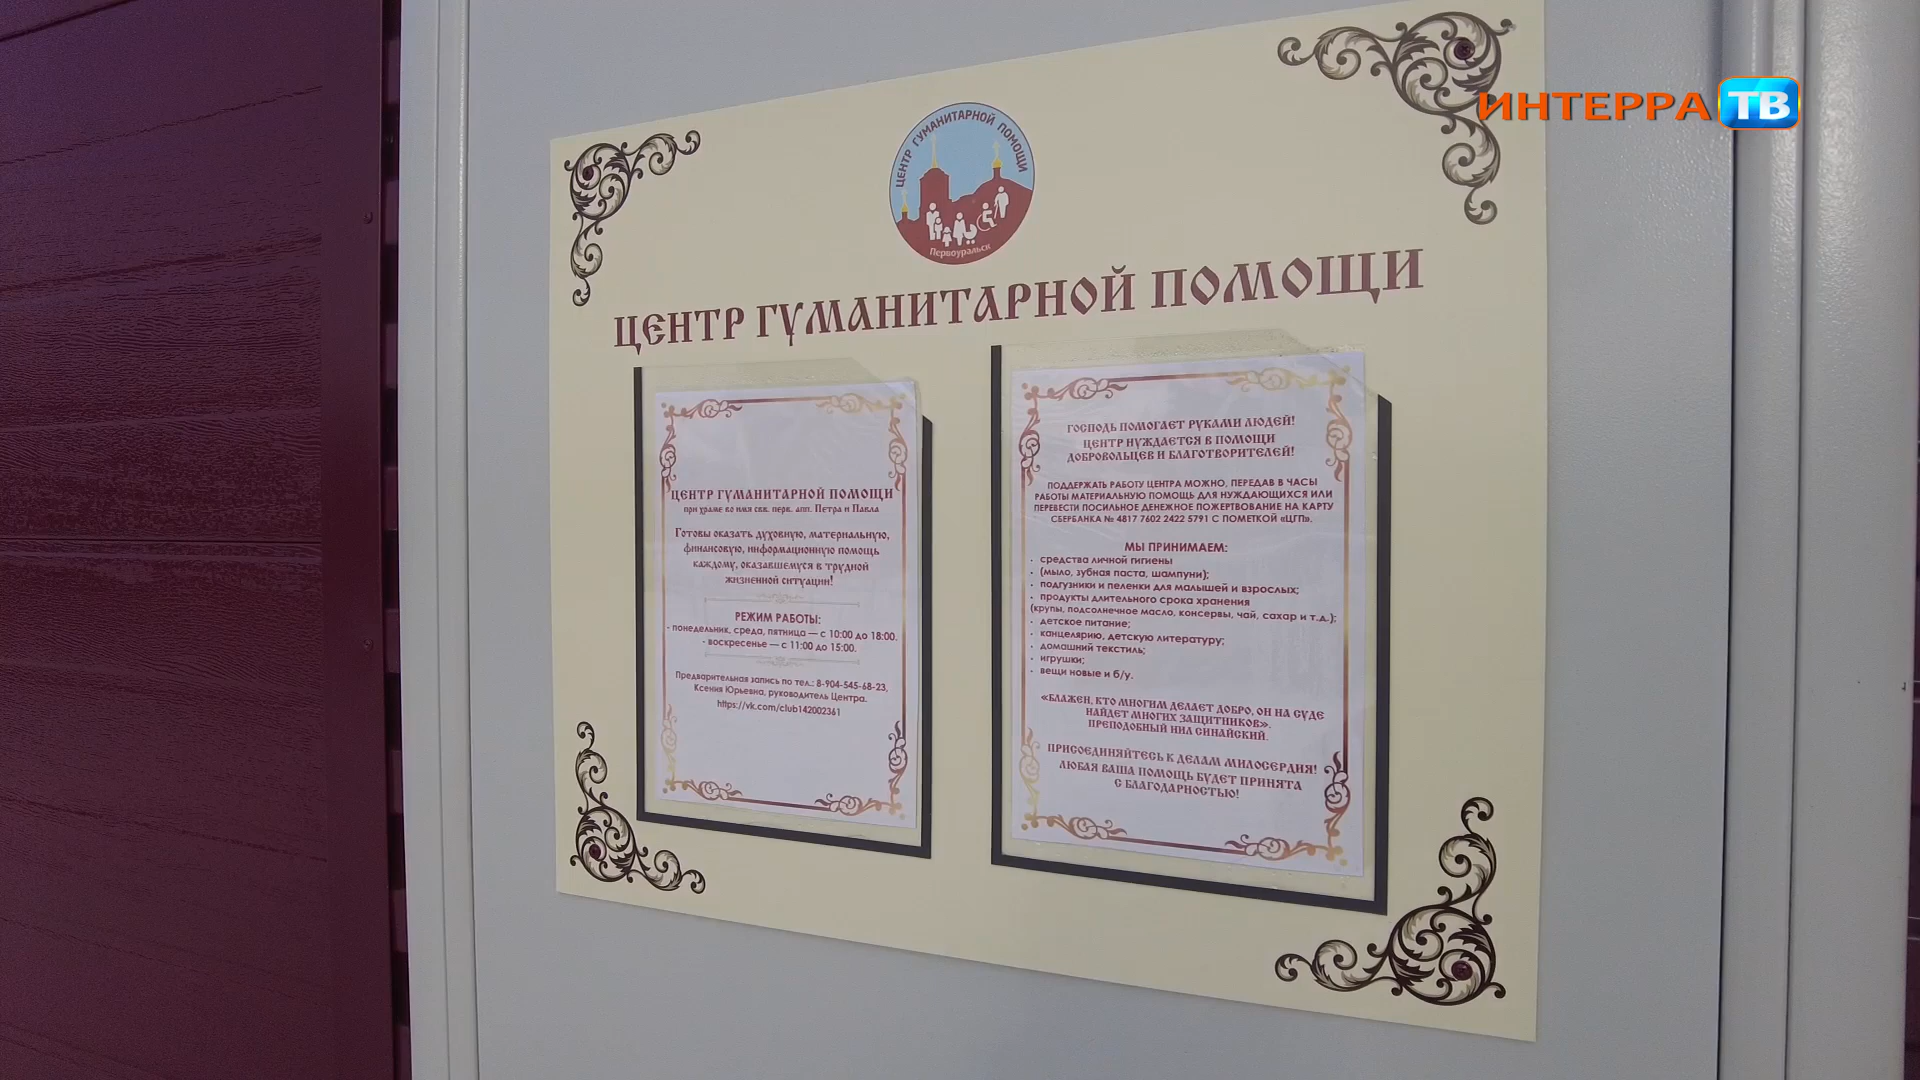 ИНТЕРРА ТВ
ЦЕНТР ГУМАНИТАРНОЙ ПОМОЩИ
Первоуральск
ЦЕНТР ГУМАНИТАРНОЙ ПОМОЩИ
ЦЕНТР ГУМАНИТАРНОЙ ПОМОЩИ
при храме во имя свв. перв. апп. Петра и Павла
Готовы оказать духовную, материальную,
финансовую, информационную помощь
каждому, оказавшемуся в трудной
жизненной ситуации!
РЕЖИМ РАБОТЫ:
- понедельник, среда, пятница — с 10:00 до 18:00.
- воскресенье — с 11:00 до 15:00.
Предварительная запись по тел.: 8-904-545-68-23,
Ксения Юрьевна, руководитель Центра.
https://vk.com/club142002361
ГОСПОДЬ ПОМОГАЕТ РУКАМИ ЛЮДЕЙ!
ЦЕНТР НУЖДАЕТСЯ В ПОМОЩИ
ДОБРОВОЛЬЦЕВ И БЛАГОТВОРИТЕЛЕЙ!
ПОДДЕРЖАТЬ РАБОТУ ЦЕНТРА МОЖНО, ПЕРЕДАВ В ЧАСЫ
РАБОТЫ МАТЕРИАЛЬНУЮ ПОМОЩЬ ДЛЯ НУЖДАЮЩИХСЯ ИЛИ
ПЕРЕВЕСТИ ПОСИЛЬНОЕ ДЕНЕЖНОЕ ПОЖЕРТВОВАНИЕ НА КАРТУ
СБЕРБАНКА № 4817 7602 2422 5791 С ПОМЕТКОЙ «ЦГП».
МЫ ПРИНИМАЕМ:
- средства личной гигиены
- (мыло, зубная паста, шампуни);
- подгузники и пеленки для малышей и взрослых;
- продукты длительного срока хранения
(крупы, подсолнечное масло, консервы, чай, сахар и т.д.);
- детское питание;
- канцелярию, детскую литературу;
- домашний текстиль;
- игрушки;
- вещи новые и б/у.
«БЛАЖЕН, КТО МНОГИМ ДЕЛАЕТ ДОБРО, ОН НА СУДЕ
НАЙДЕТ МНОГИХ ЗАЩИТНИКОВ».
ПРЕПОДОБНЫЙ НИЛ СИНАЙСКИЙ.
ПРИСОЕДИНЯЙТЕСЬ К ДЕЛАМ МИЛОСЕРДИЯ!
ЛЮБАЯ ВАША ПОМОЩЬ БУДЕТ ПРИНЯТА
С БЛАГОДАРНОСТЬЮ!